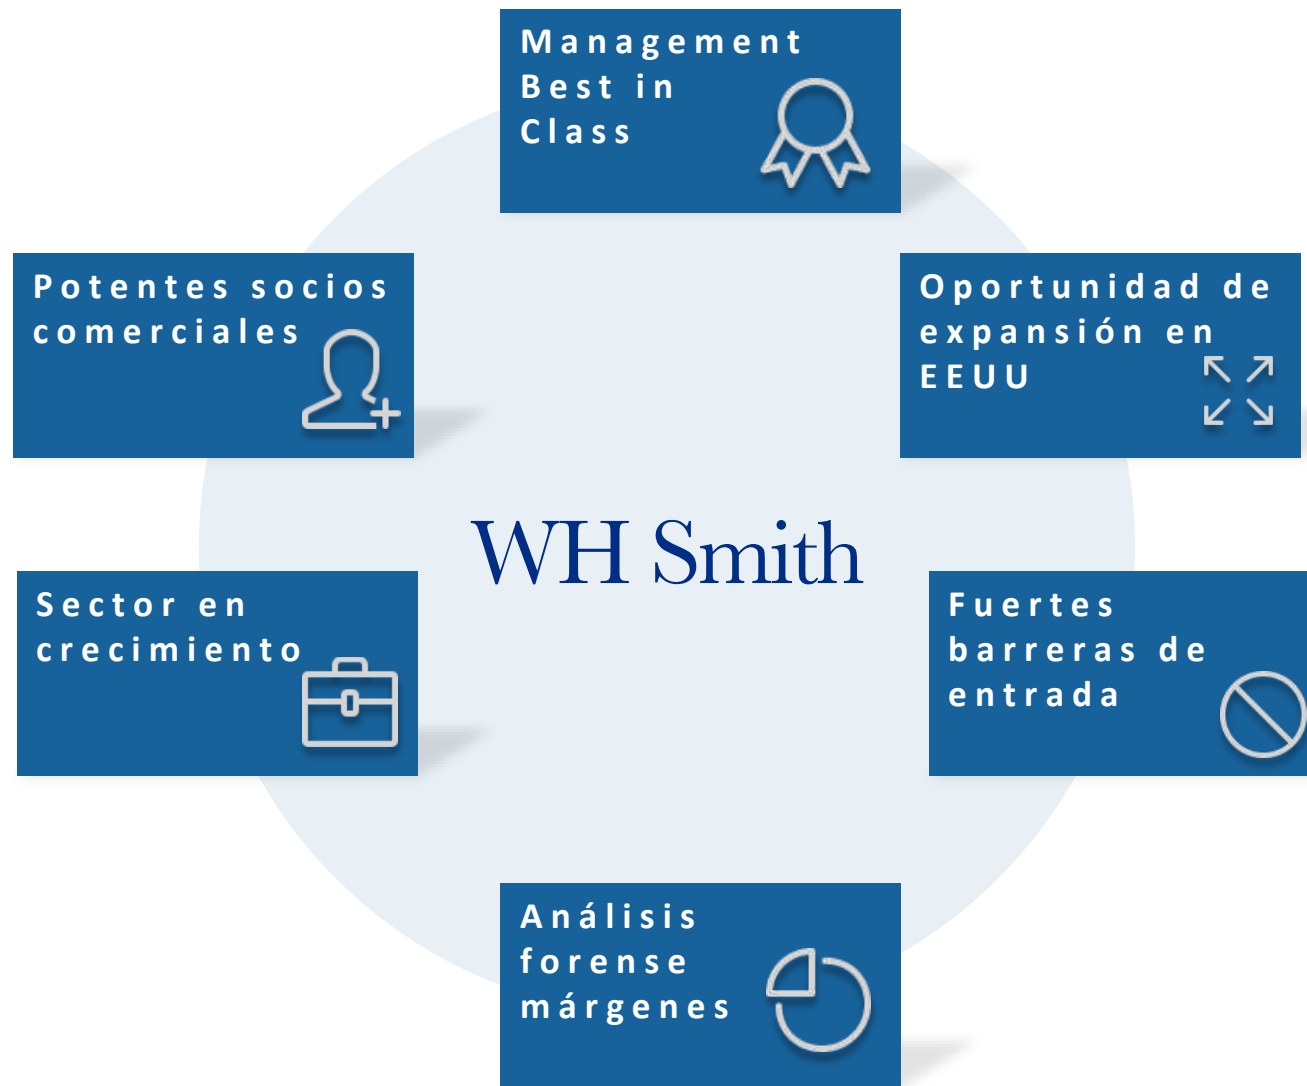 Management
Best in
Class
Potentes socios
comerciales
Oportunidad de
expansión en
EEUU
WH Smith
Sector en
crecimiento
Fuertes
barreras de
entrada
Análisis
forense
márgenes